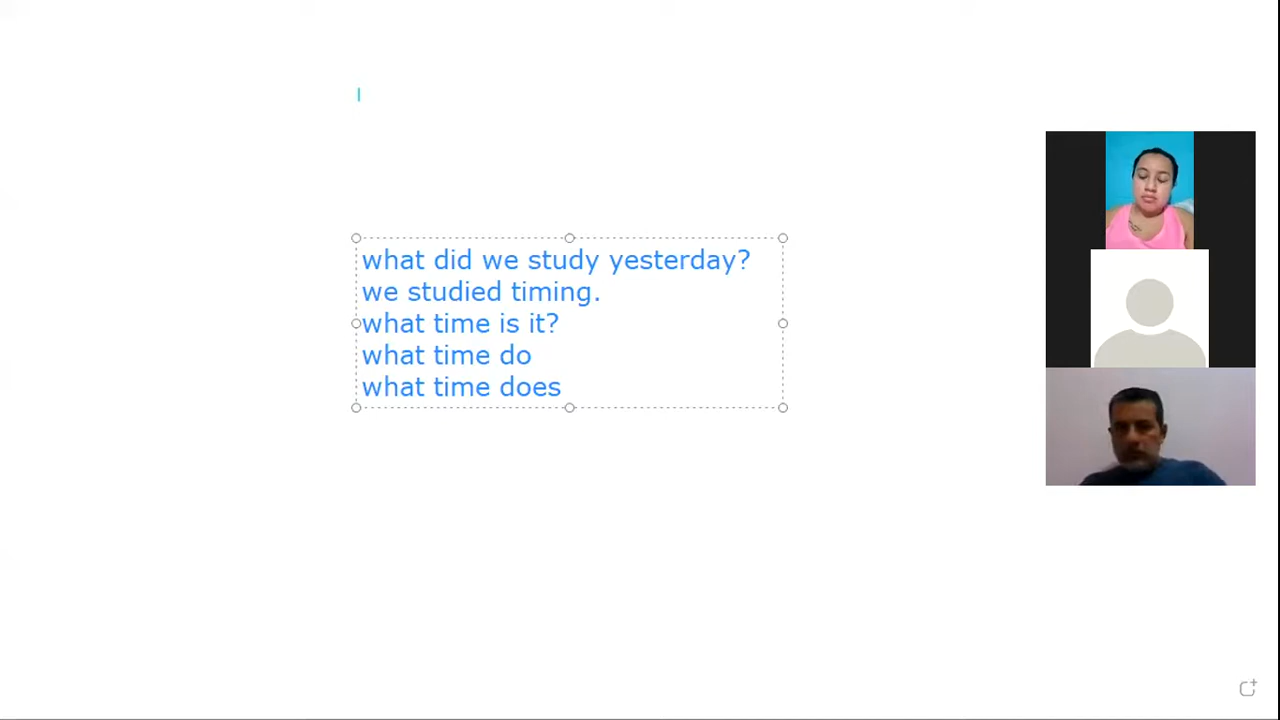 what did we study yesterday?
we studied timing.
what time is it?
what time do
what time does